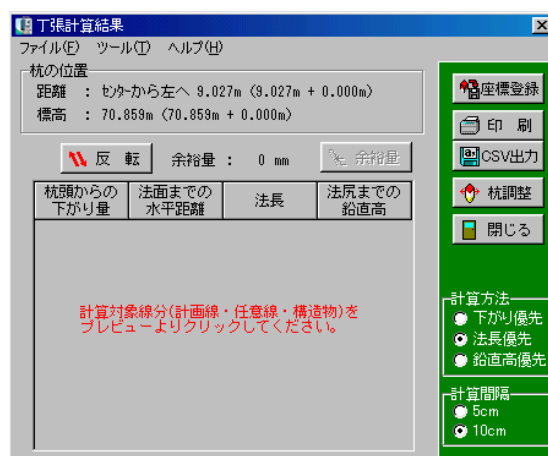 丁張計算結果
ファイル(F) ツール(T) ヘルプ(H)
杭の位置
距離 : センターから左へ 9.027m (9.027m + 0.000m)
標高 : 70.859m (70.859m + 0.000m)
反 転 余裕量 : 0 mm 余裕量
杭頭からの下がり量 法面までの水平距離 法長 法尻までの鉛直高
計算対象線分(計画線・任意線・構造物)を
プレビューよりクリックしてください。
座標登録
印 刷
CSV出力
杭調整
閉じる
計算方法
下がり優先
法長優先
鉛直高優先
計算間隔
5cm
10cm